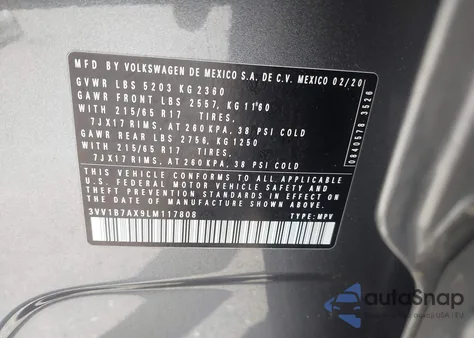 MFD. BY VOLKSWAGEN DE MEXICO S.A. DE C.V. MEXICO 02/20
GVWR LBS 5203 KG 2360
GAWR FRONT LBS 2557, KG 1160
WITH 215/65 R17 TIRES,
7JX17 RIMS, AT 260 KPA, 38 PSI COLD
GAWR REAR LBS 2756, KG 1250
WITH 215/65 R17 TIRES,
7JX17 RIMS, AT 260 KPA, 38 PSI COLD
THIS VEHICLE CONFORMS TO ALL APPLICABLE
U.S. FEDERAL MOTOR VEHICLE SAFETY, AND
THEFT PREVENTION STANDARDS IN EFFECT ON
THE DATE OF MANUFACTURE SHOWN ABOVE
3VV1B7AX9LM117808 TYPE: MPV
0840578 3526
autoSnap